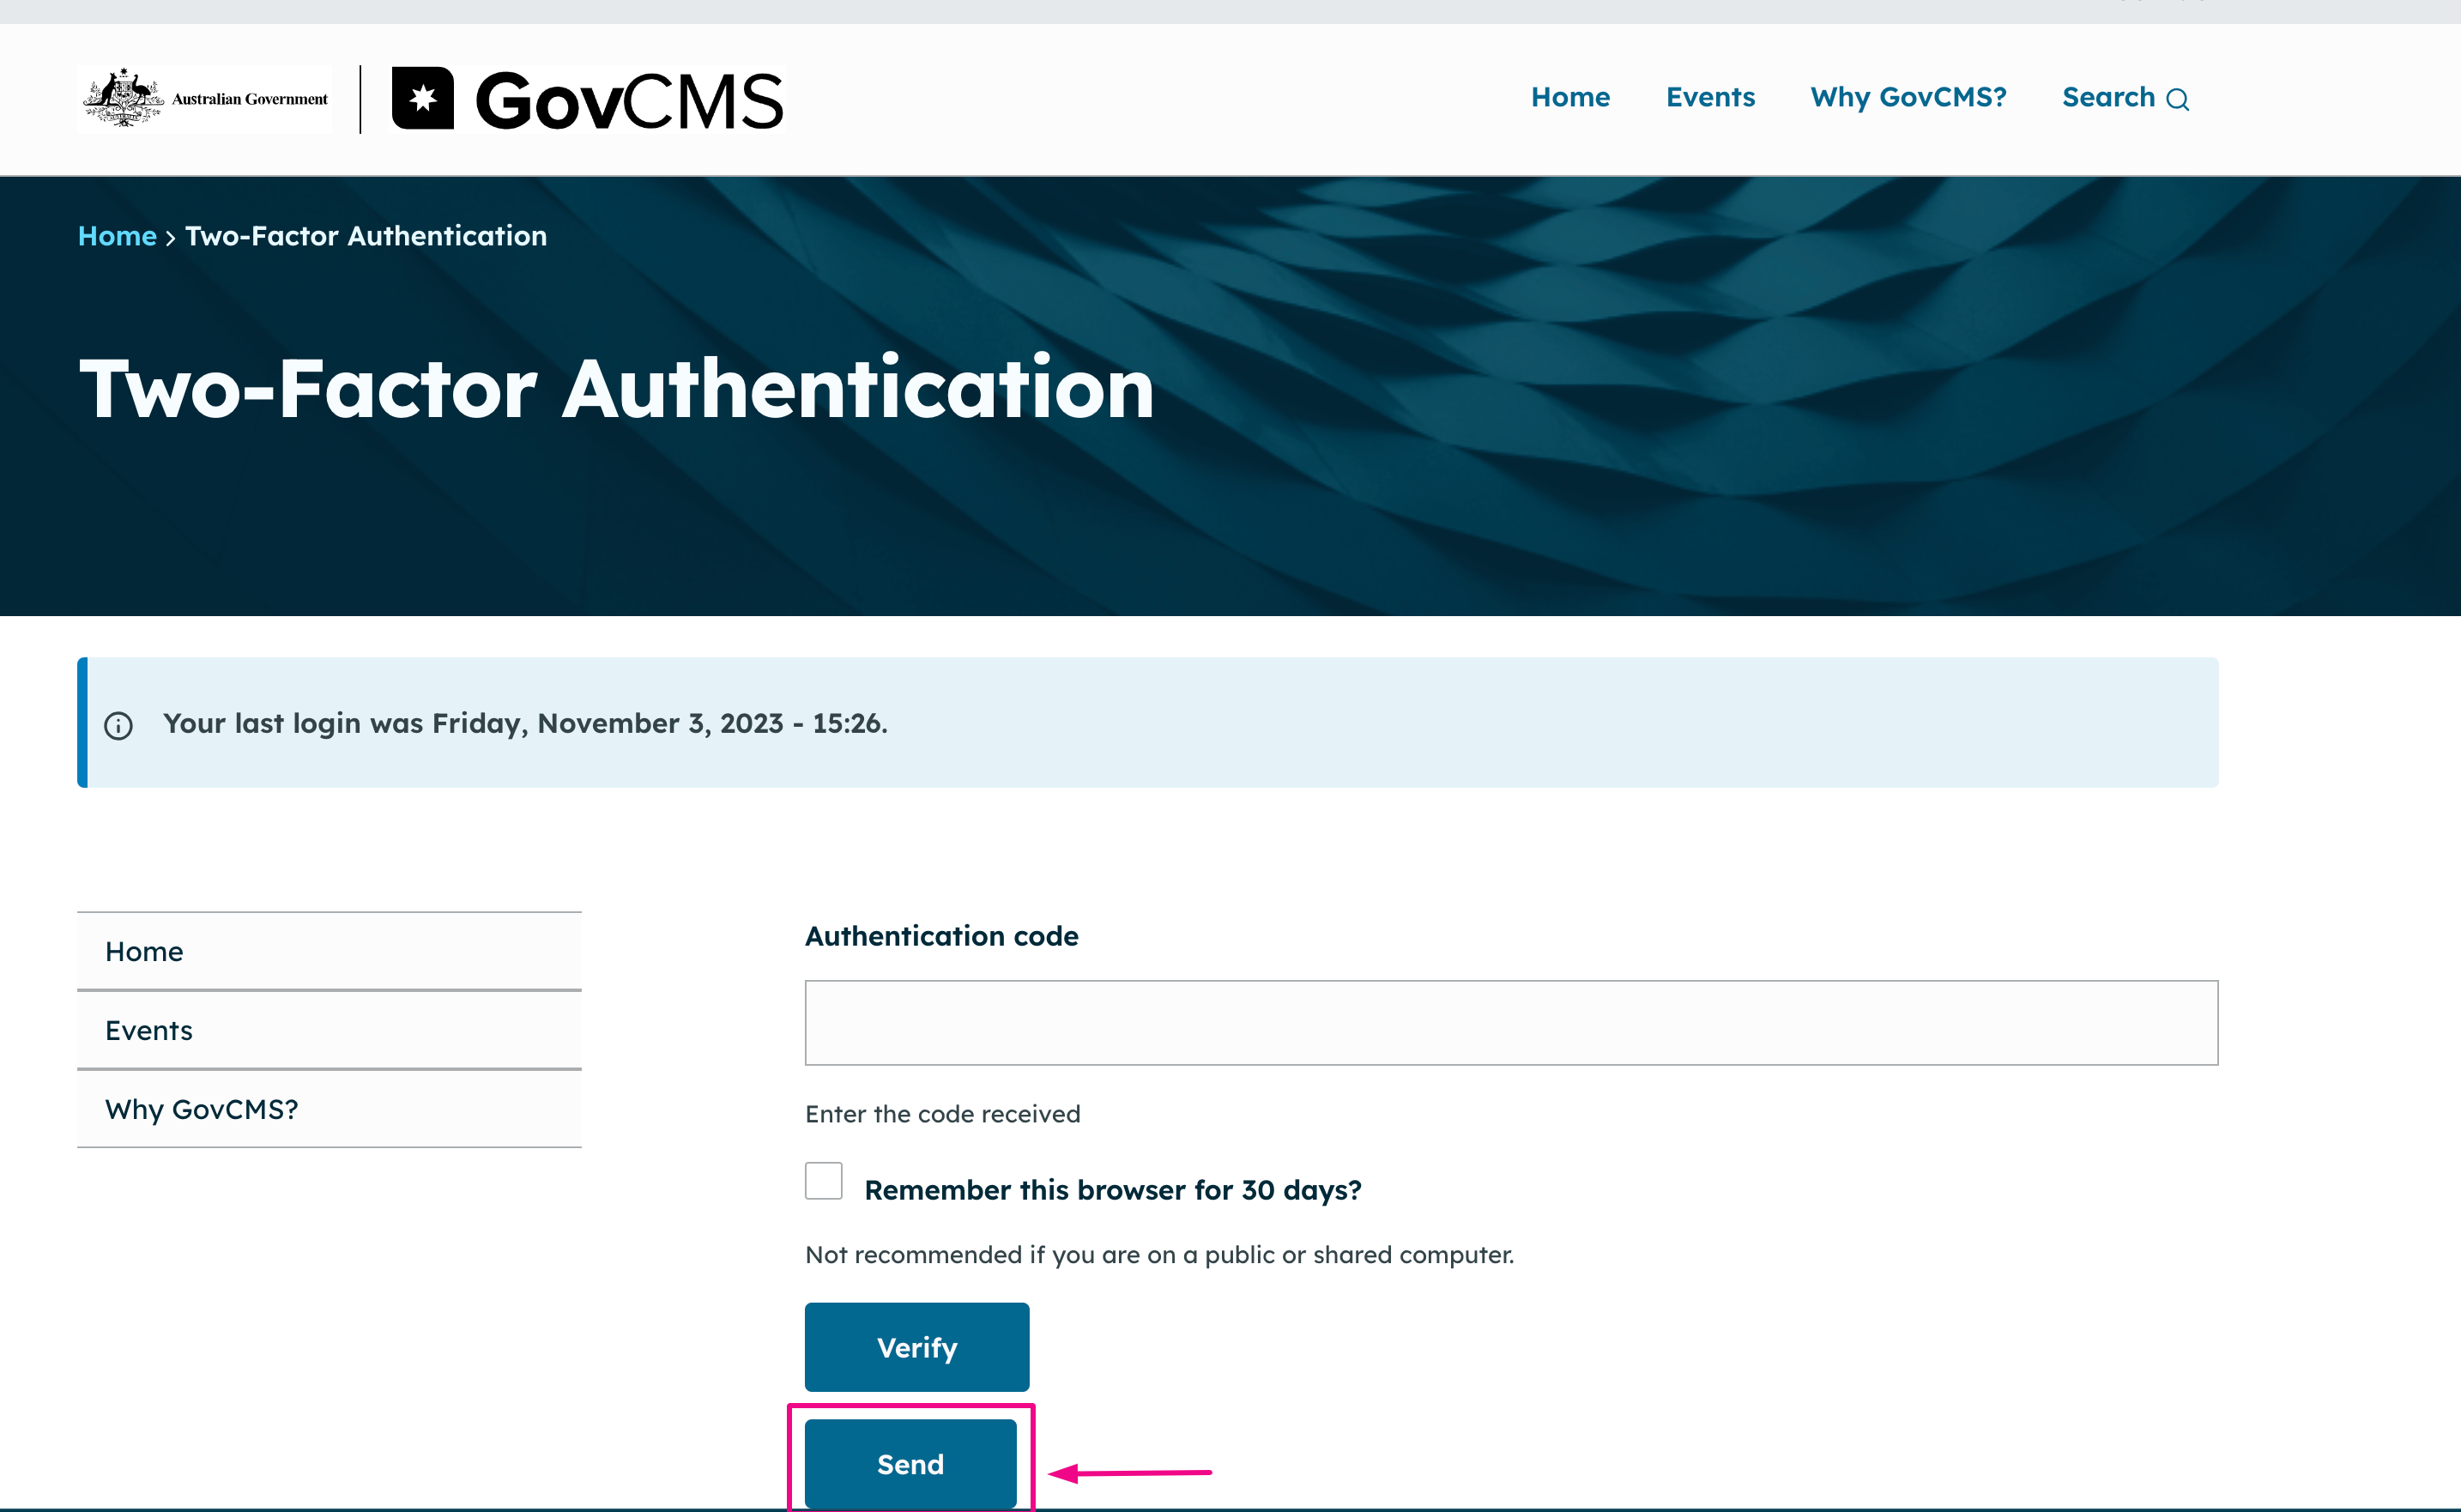 Australian Government
GovCMS
Home Events Why GovCMS? Search
Home > Two-Factor Authentication
Two-Factor Authentication
Your last login was Friday, November 3, 2023 - 15:26.
Home
Events
Why GovCMS?
Authentication code
Enter the code received
Remember this browser for 30 days?
Not recommended if you are on a public or shared computer.
Verify
Send